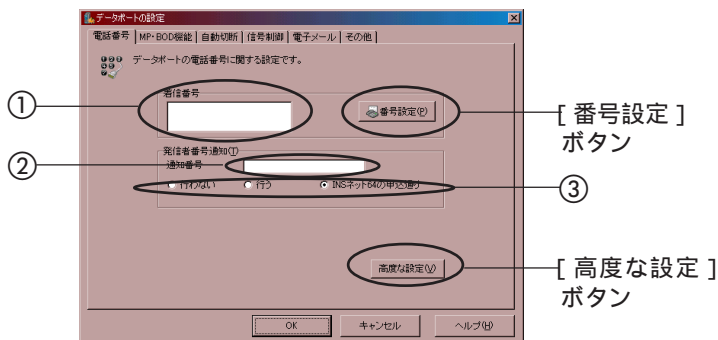 データポートの設定
電話番号 MP・BOD機能 自動切断 信号制御 電子メール その他
データポートの電話番号に関する設定です。
① 着信番号
番号設定(P)
[ 番号設定 ]
ボタン
発信者番号通知(T)
② 通知番号
行わない 行う INSネット64の申込通り ③
高度な設定(V)
[ 高度な設定 ]
ボタン
OK キャンセル ヘルプ(H)